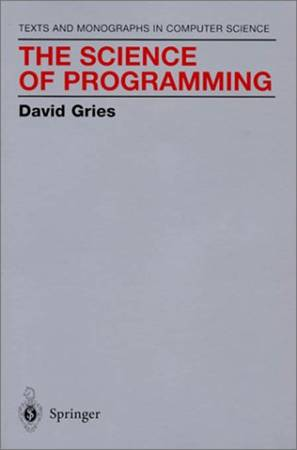 TEXTS AND MONOGRAPHS IN COMPUTER SCIENCE
THE SCIENCE
OF PROGRAMMING
David Gries
Springer